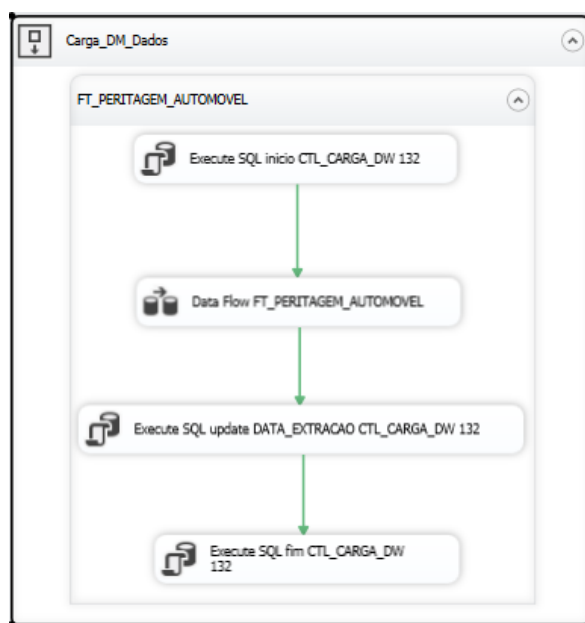 Carga_DM_Dados
FT_PERITAGEM_AUTOMOVEL
Execute SQL inicio CTL_CARGA_DW 132
Data Flow FT_PERITAGEM_AUTOMOVEL
Execute SQL update DATA_EXTRACAO CTL_CARGA_DW 132
Execute SQL fim CTL_CARGA_DW
132